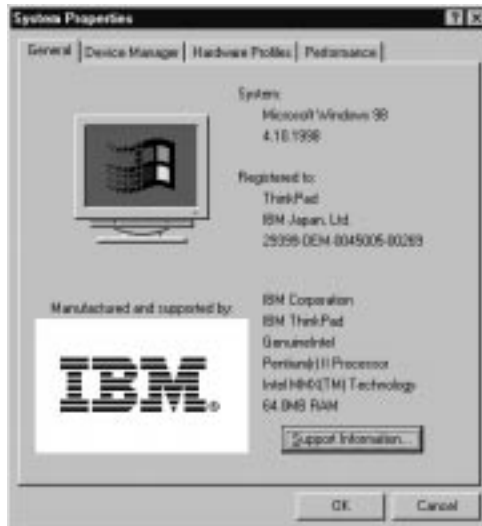 System Properties
General
Device Manager
Hardware Profiles
Performance
System:
Microsoft Windows 98
4.10.1998
Registered to:
ThinkPad
IBM Japan, Ltd.
29398-OEM-0045005-00269
Manufactured and supported by:
IBM.
IBM Corporation
IBM ThinkPad
GenuineIntel
Pentium(r) II Processor
Intel MMX(TM) Technology
64.0MB RAM
Support Information...
OK
Cancel